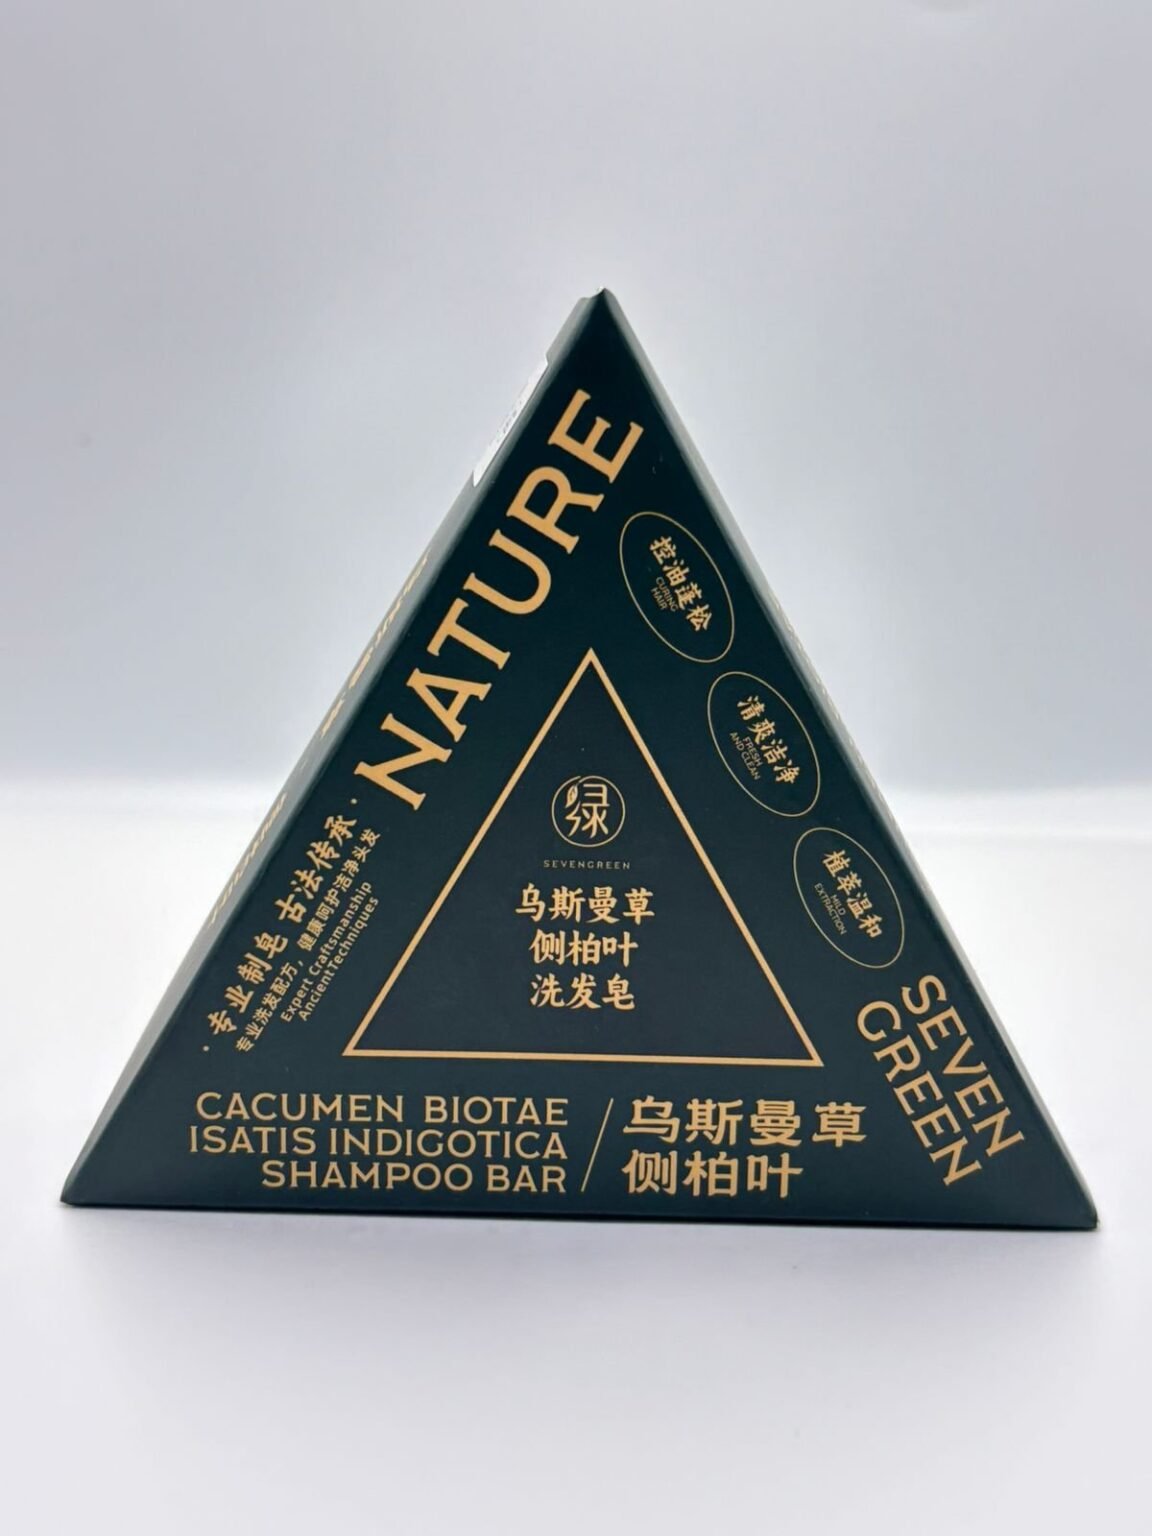 NATURE
控油蓬松
CURING
HAIR
清爽洁净
FRESH
AND CLEAN
植萃温和
MILD
EXTRACTION
绿
SEVENGREEN
乌斯曼草
侧柏叶
洗发皂
·专业制皂 古法传承·
专业洗发配方，健康呵护洁净头发
Expert Craftsmanship
AncientTechniques
CACUMEN BIOTAE
ISATIS INDIGOTICA
SHAMPOO BAR
乌斯曼草
侧柏叶
SEVEN
GREEN